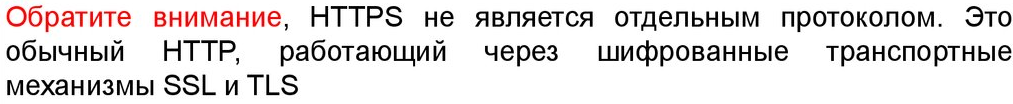 Обратите внимание, HTTPS не является отдельным протоколом. Это
обычный HTTP, работающий через шифрованные транспортные
механизмы SSL и TLS